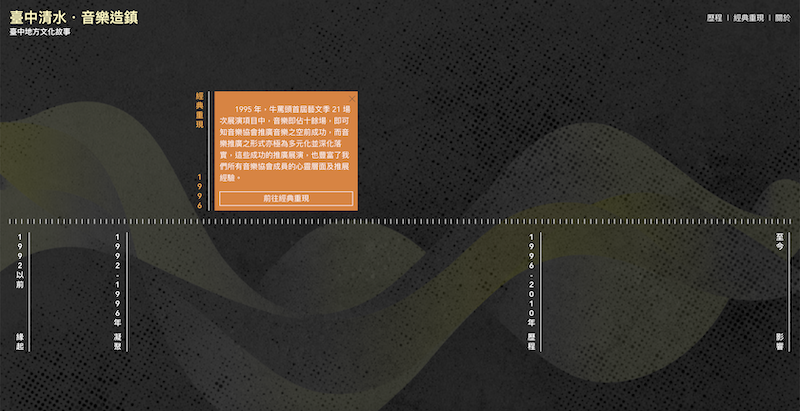 臺中清水・音樂造鎮
臺中地方文化故事
歷程 | 經典重現 | 關於
經典重現
1996
1995 年，牛罵頭首屆藝文季 21 場
次展演項目中，音樂即佔十餘場，即可
知音樂協會推廣音樂之空前成功，而音
樂推廣之形式亦極為多元化並深化落
實，這些成功的推廣展演，也豐富了我
們所有音樂協會成員的心靈層面及推展
經驗。
前往經典重現
1992以前 緣起
1992-1996年 凝聚
1996-2010年 歷程
至今 影響